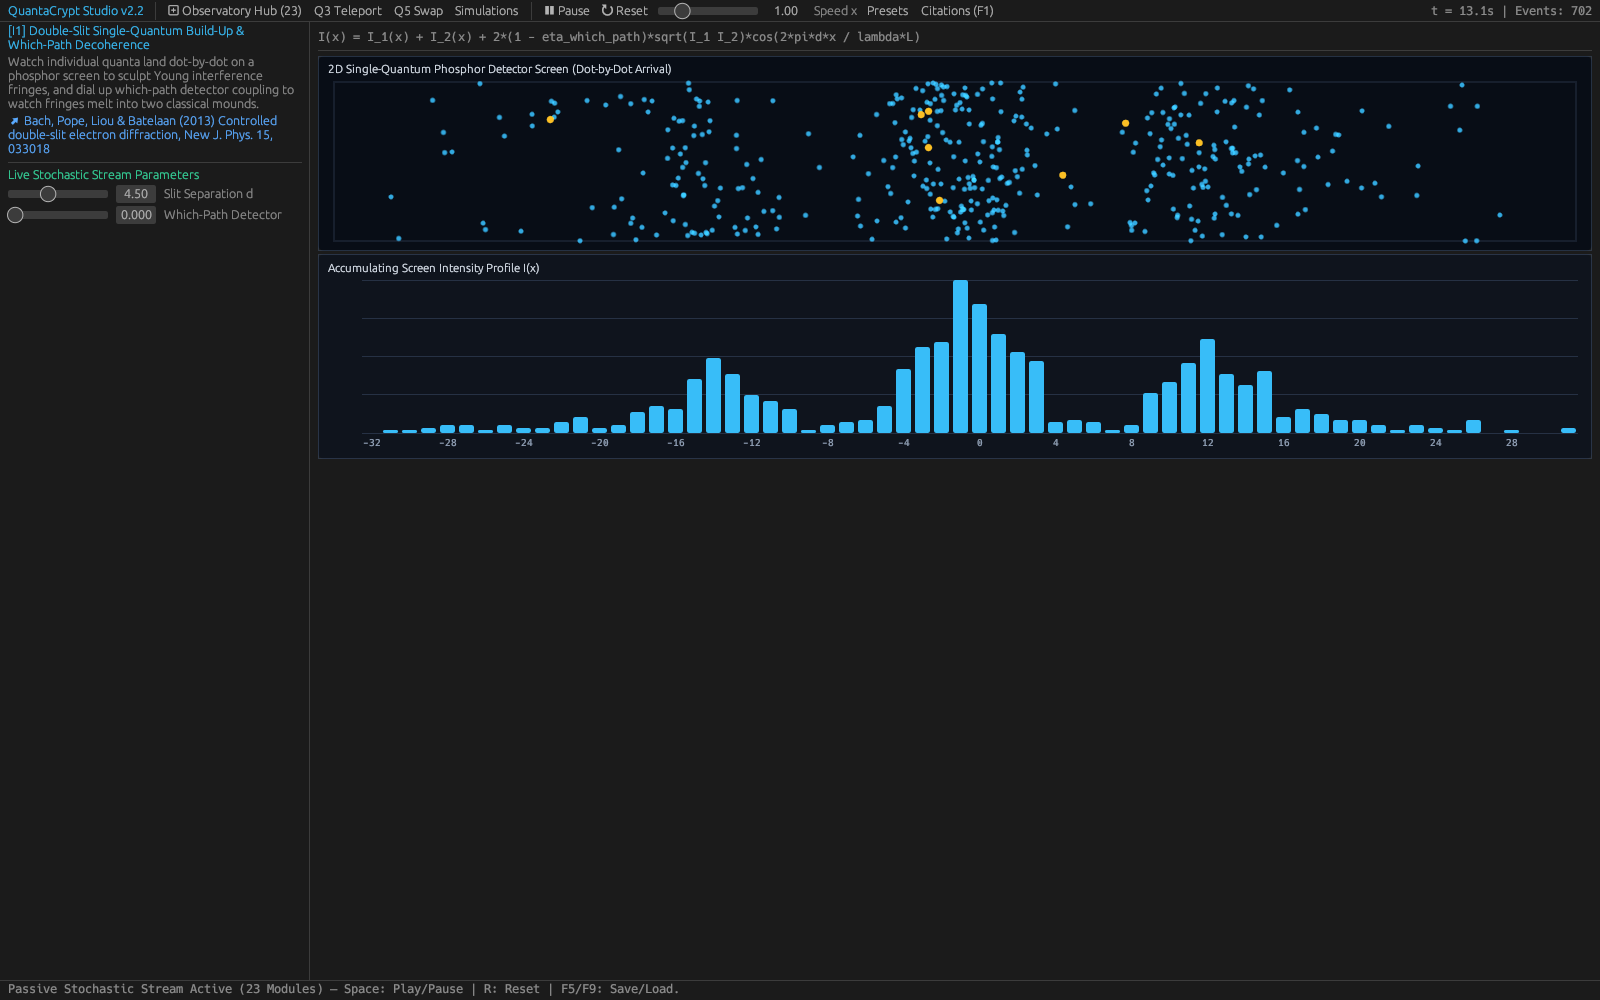 QuantaCrypt Studio v2.2 Observatory Hub (23) Q3 Teleport Q5 Swap Simulations Pause Reset 1.00 Speed x Presets Citations (F1) t = 13.1s | Events: 702
[I1] Double-Slit Single-Quantum Build-Up &
Which-Path Decoherence
Watch individual quanta land dot-by-dot on a
phosphor screen to sculpt Young interference
fringes, and dial up which-path detector coupling to
watch fringes melt into two classical mounds.
Bach, Pope, Liou & Batelaan (2013) Controlled
double-slit electron diffraction, New J. Phys. 15,
033018
Live Stochastic Stream Parameters
4.50 Slit Separation d
0.000 Which-Path Detector
I(x) = I_1(x) + I_2(x) + 2*(1 - eta_which_path)*sqrt(I_1 I_2)*cos(2*pi*d*x / lambda*L)
2D Single-Quantum Phosphor Detector Screen (Dot-by-Dot Arrival)
Accumulating Screen Intensity Profile I(x)
-32 -28 -24 -20 -16 -12 -8 -4 0 4 8 12 16 20 24 28
Passive Stochastic Stream Active (23 Modules) — Space: Play/Pause | R: Reset | F5/F9: Save/Load.